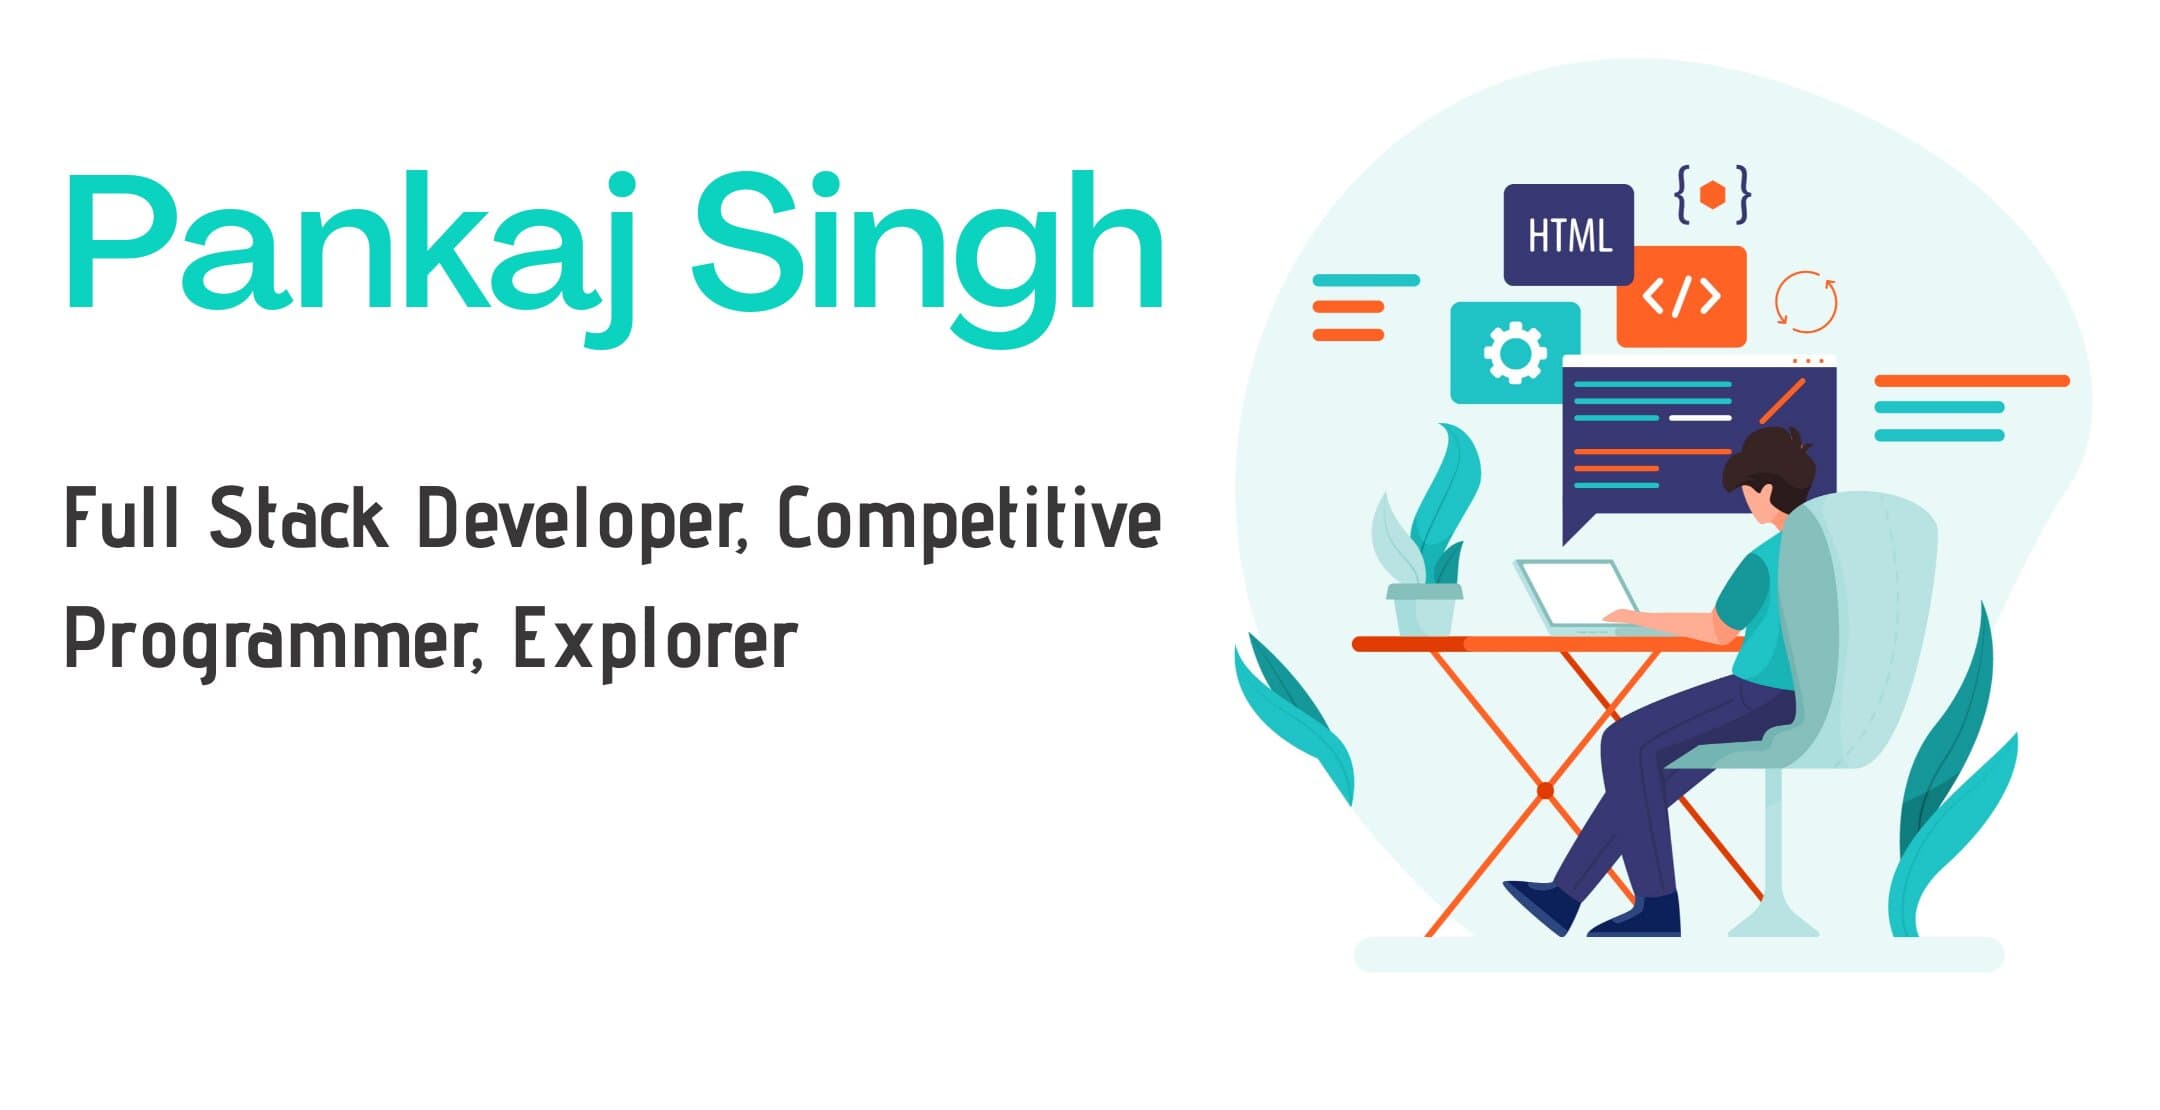 Pankaj Singh
Full Stack Developer, Competitive
Programmer, Explorer
HTML
{ }
</>